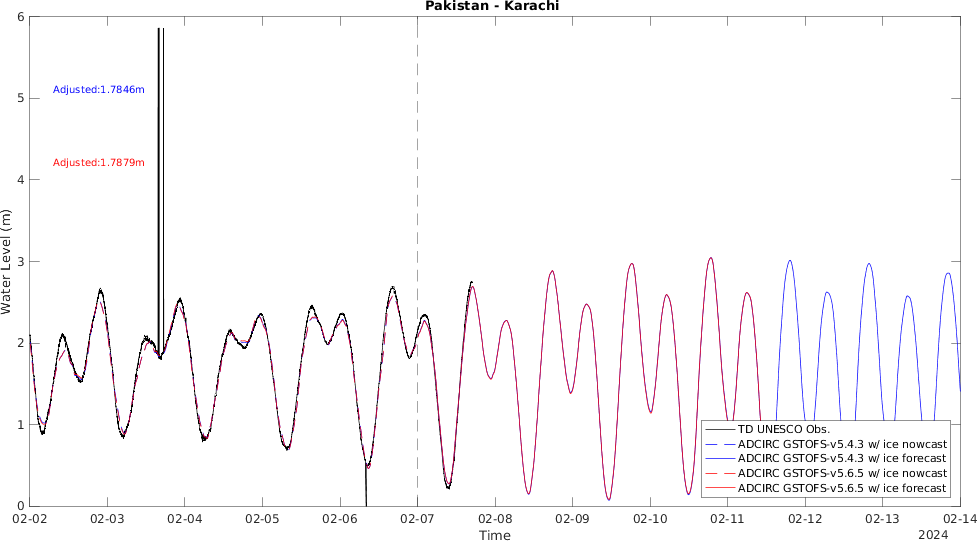 Pakistan - Karachi
Water Level (m)
6
5
4
3
2
1
0
Adjusted:1.7846m
Adjusted:1.7879m
TD UNESCO Obs.
ADCIRC GSTOFS-v5.4.3 w/ ice nowcast
ADCIRC GSTOFS-v5.4.3 w/ ice forecast
ADCIRC GSTOFS-v5.6.5 w/ ice nowcast
ADCIRC GSTOFS-v5.6.5 w/ ice forecast
02-02 02-03 02-04 02-05 02-06 02-07 02-08 02-09 02-10 02-11 02-12 02-13 02-14
Time
2024